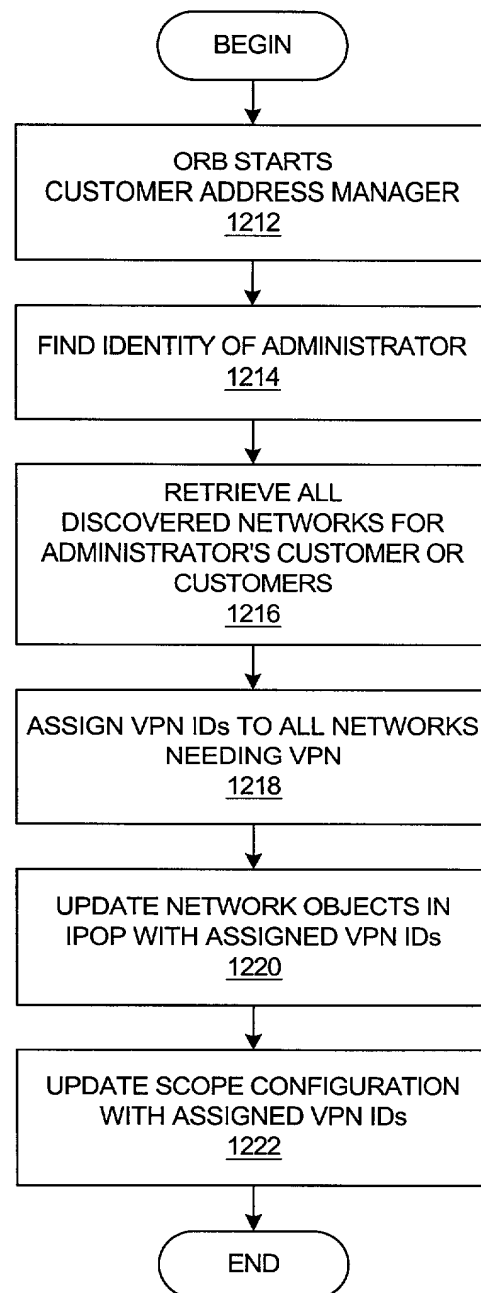 BEGIN
ORB STARTS
CUSTOMER ADDRESS MANAGER
1212
FIND IDENTITY OF ADMINISTRATOR
1214
RETRIEVE ALL
DISCOVERED NETWORKS FOR
ADMINISTRATOR'S CUSTOMER OR
CUSTOMERS
1216
ASSIGN VPN IDs TO ALL NETWORKS
NEEDING VPN
1218
UPDATE NETWORK OBJECTS IN
IPOP WITH ASSIGNED VPN IDs
1220
UPDATE SCOPE CONFIGURATION
WITH ASSIGNED VPN IDs
1222
END